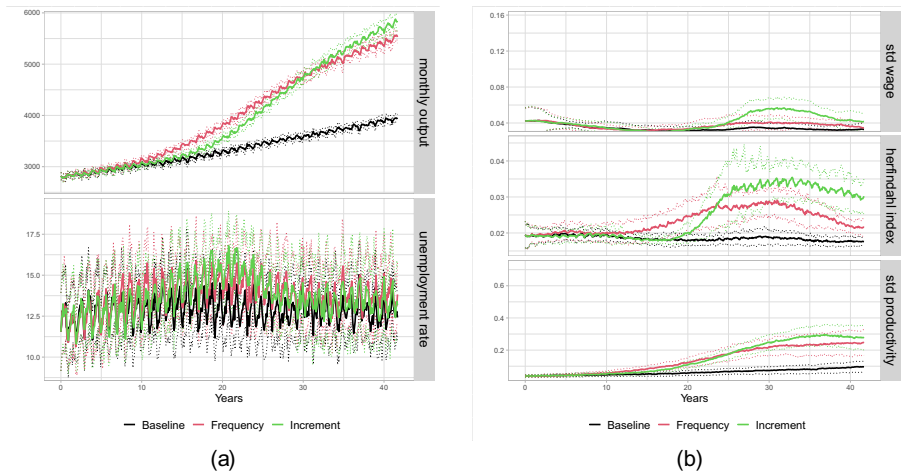 6000
5000
4000
3000
monthly output
17.5
15.0
12.5
10.0
unemployment rate
0 10 20 30 40
Years
Baseline Frequency Increment
(a)
0.16
0.12
0.08
0.04
std wage
0.04
0.03
0.02
0.01
herfindahl index
0.6
0.4
0.2
std productivity
0 10 20 30 40
Years
Baseline Frequency Increment
(b)